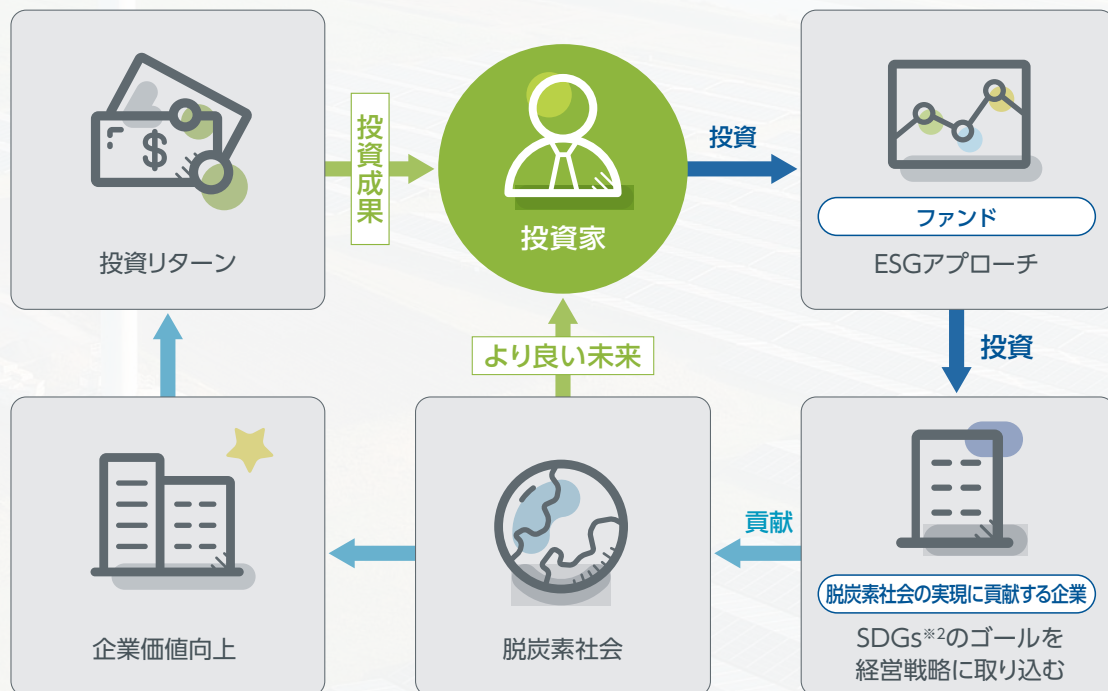 投資リターン
投資成果
投資家
投資
ファンド
ESGアプローチ
投資
より良い未来
企業価値向上
脱炭素社会
貢献
脱炭素社会の実現に貢献する企業
SDGs※2のゴールを
経営戦略に取り込む
$